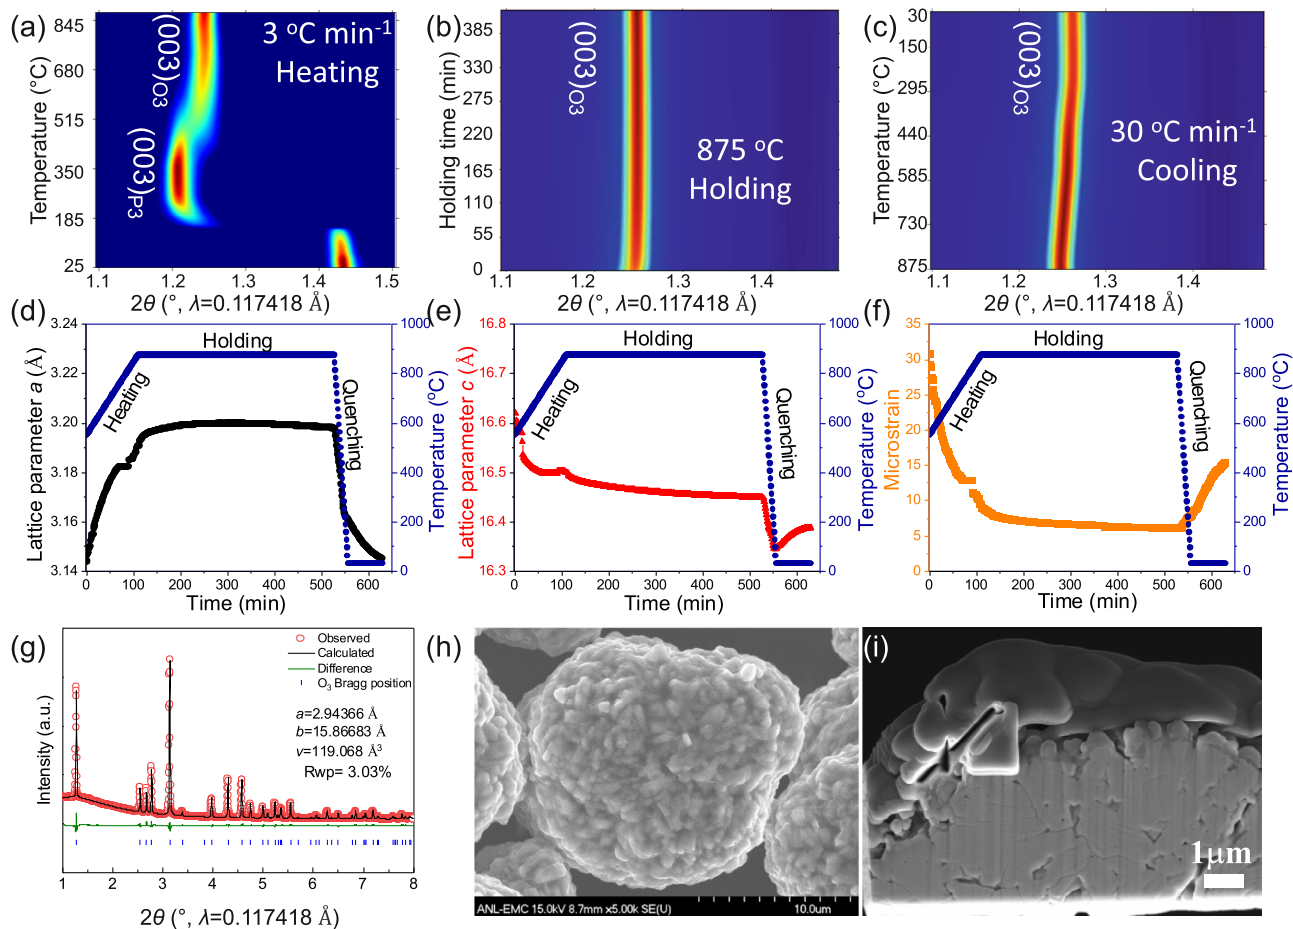 (a)
3 °C min⁻¹
Heating
(003)O3
(003)P3
845
680
515
350
185
25
Temperature (°C)
1.1
1.2
1.3
1.4
1.5
2θ (°, λ=0.117418 Å)
(b)
(003)O3
875 °C
Holding
385
330
275
220
165
110
55
0
Holding time (min)
1.1
1.2
1.3
1.4
2θ (°, λ=0.117418 Å)
(c)
(003)O3
30 °C min⁻¹
Cooling
30
150
295
440
585
730
875
Temperature (°C)
1.1
1.2
1.3
1.4
2θ (°, λ=0.117418 Å)
(d)
3.24
3.22
3.20
3.18
3.16
3.14
Lattice parameter a (Å)
Heating
Holding
Quenching
1000
800
600
400
200
0
Temperature (°C)
0
100
200
300
400
500
600
Time (min)
(e)
16.8
16.7
16.6
16.5
16.4
16.3
Lattice parameter c (Å)
Heating
Holding
Quenching
1000
800
600
400
200
0
Temperature (°C)
0
100
200
300
400
500
600
Time (min)
(f)
35
30
25
20
15
10
5
0
Microstrain
Heating
Holding
Quenching
1000
800
600
400
200
0
Temperature (°C)
0
100
200
300
400
500
600
Time (min)
(g)
Observed
Calculated
Difference
O3 Bragg position
a=2.94366 Å
b=15.86683 Å
v=119.068 Å³
Rwp= 3.03%
Intensity (a.u.)
1
2
3
4
5
6
7
8
2θ (°, λ=0.117418 Å)
(h)
ANL-EMC 15.0kV 8.7mm x5.00k SE(U)
10.0um
(i)
1μm